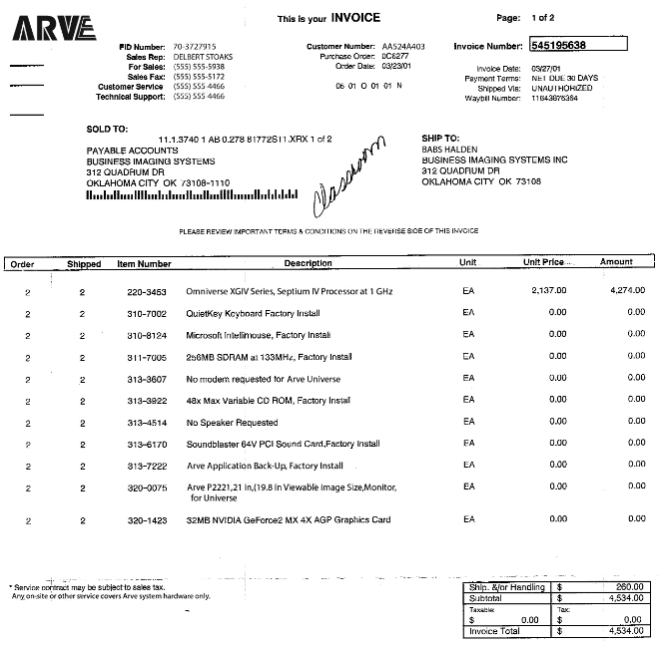 ARVE
This is your INVOICE
Page: 1 of 2
FID Number: 70-3727915
Sales Rep: DELBERT STOAKS
For Sales: (555) 555-5938
Sales Fax: (555) 555-5172
Customer Service (555) 555-4466
Technical Support: (555) 555-4466
Customer Number: AA524A403
Purchase Order: DC6277
Order Date: 03/23/01
06 01 O 01 01 N
Invoice Number: 545195638
Invoice Date: 03/27/01
Payment Terms: NET DUE 30 DAYS
Shipped Via: UNAUTHORIZED
Waybill Number: 11643676364
SOLD TO:
11.1.3740 1 AB 0.278 81772S11.XRX 1 of 2
PAYABLE ACCOUNTS
BUSINESS IMAGING SYSTEMS
312 QUADRUM DR
OKLAHOMA CITY OK 73108-1110
Classroom
SHIP TO:
BABS HALDEN
BUSINESS IMAGING SYSTEMS INC
312 QUADRUM DR
OKLAHOMA CITY OK 73108
PLEASE REVIEW IMPORTANT TERMS & CONDITIONS ON THE REVERSE SIDE OF THIS INVOICE
Order Shipped Item Number Description Unit Unit Price Amount
2 2 220-3453 Omniverse XGIV Series, Septium IV Processor at 1 GHz EA 2,137.00 4,274.00
2 2 310-7002 QuietKey Keyboard Factory Install EA 0.00 0.00
2 2 310-8124 Microsoft Intellimouse, Factory Install EA 0.00 0.00
2 2 311-7005 256MB SDRAM at 133MHz, Factory Install EA 0.00 0.00
2 2 313-3607 No modem requested for Arve Universe EA 0.00 0.00
2 2 313-3922 48x Max Variable CD ROM, Factory Install EA 0.00 0.00
2 2 313-4514 No Speaker Requested EA 0.00 0.00
2 2 313-6170 Soundblaster 64V PCI Sound Card,Factory Install EA 0.00 0.00
2 2 313-7222 Arve Application Back-Up, Factory Install EA 0.00 0.00
2 2 320-0075 Arve P2221,21 in,(19.8 in Viewable Image Size,Monitor, EA 0.00 0.00
for Universe
2 2 320-1423 32MB NVIDIA GeForce2 MX 4X AGP Graphics Card EA 0.00 0.00
* Service contract may be subject to sales tax.
Any on-site or other service covers Arve system hardware only.
Ship. &/or Handling $ 260.00
Subtotal $ 4,534.00
Taxable: Tax:
$ 0.00 $ 0.00
Invoice Total $ 4,534.00